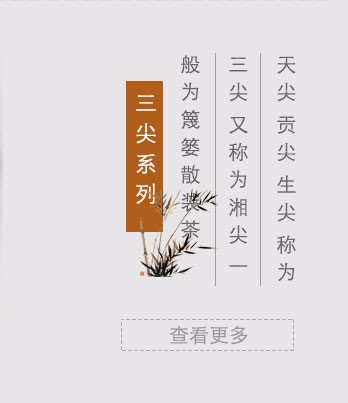 天尖 贡尖 生尖 称为
三尖 又称为湘尖 一
般为篾篓散装茶
三尖系列
查看更多